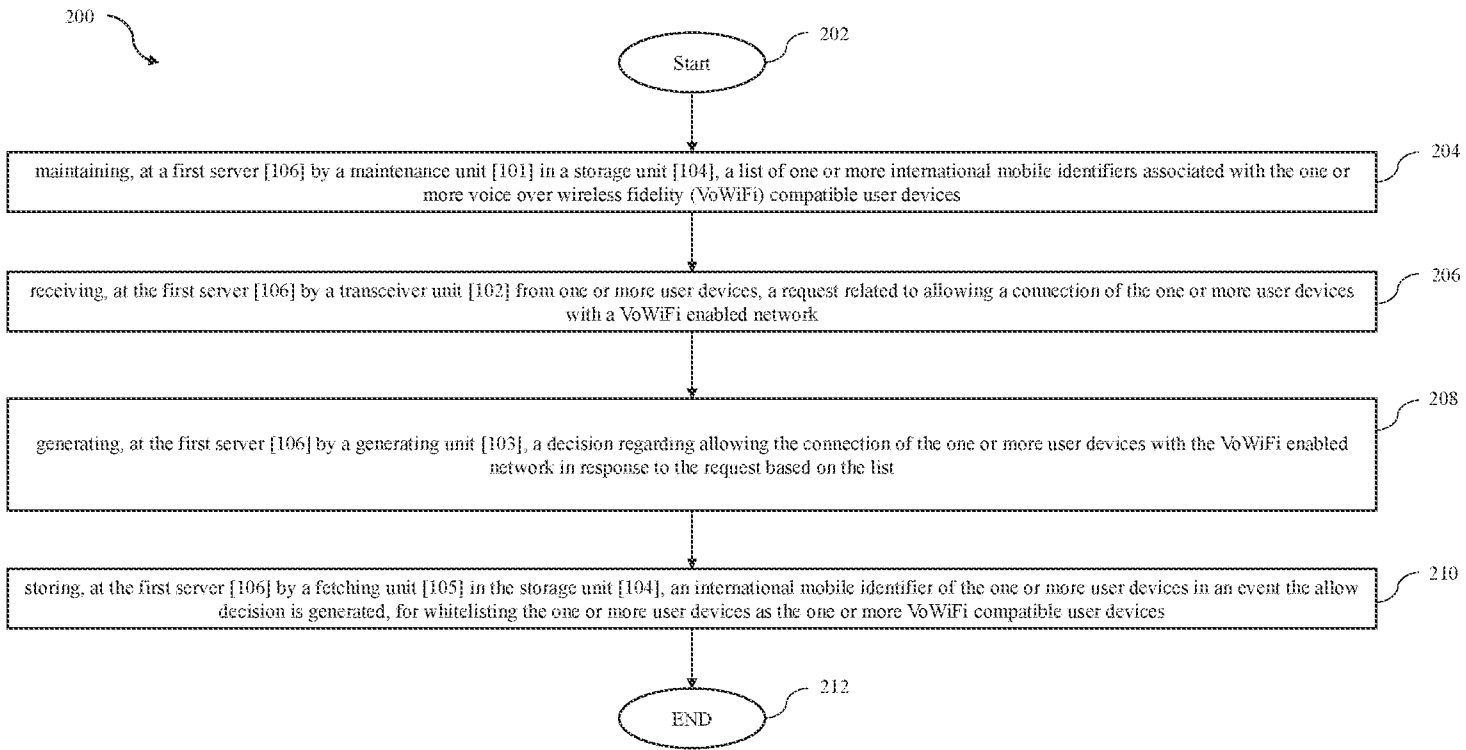 200
Start
202
maintaining, at a first server [106] by a maintenance unit [101] in a storage unit [104], a list of one or more international mobile identifiers associated with the one or
more voice over wireless fidelity (VoWiFi) compatible user devices
204
receiving, at the first server [106] by a transceiver unit [102] from one or more user devices, a request related to allowing a connection of the one or more user devices
with a VoWiFi enabled network
206
generating, at the first server [106] by a generating unit [103], a decision regarding allowing the connection of the one or more user devices with the VoWiFi enabled
network in response to the request based on the list
208
storing, at the first server [106] by a fetching unit [105] in the storage unit [104], an international mobile identifier of the one or more user devices in an event the allow
decision is generated, for whitelisting the one or more user devices as the one or more VoWiFi compatible user devices
210
END
212